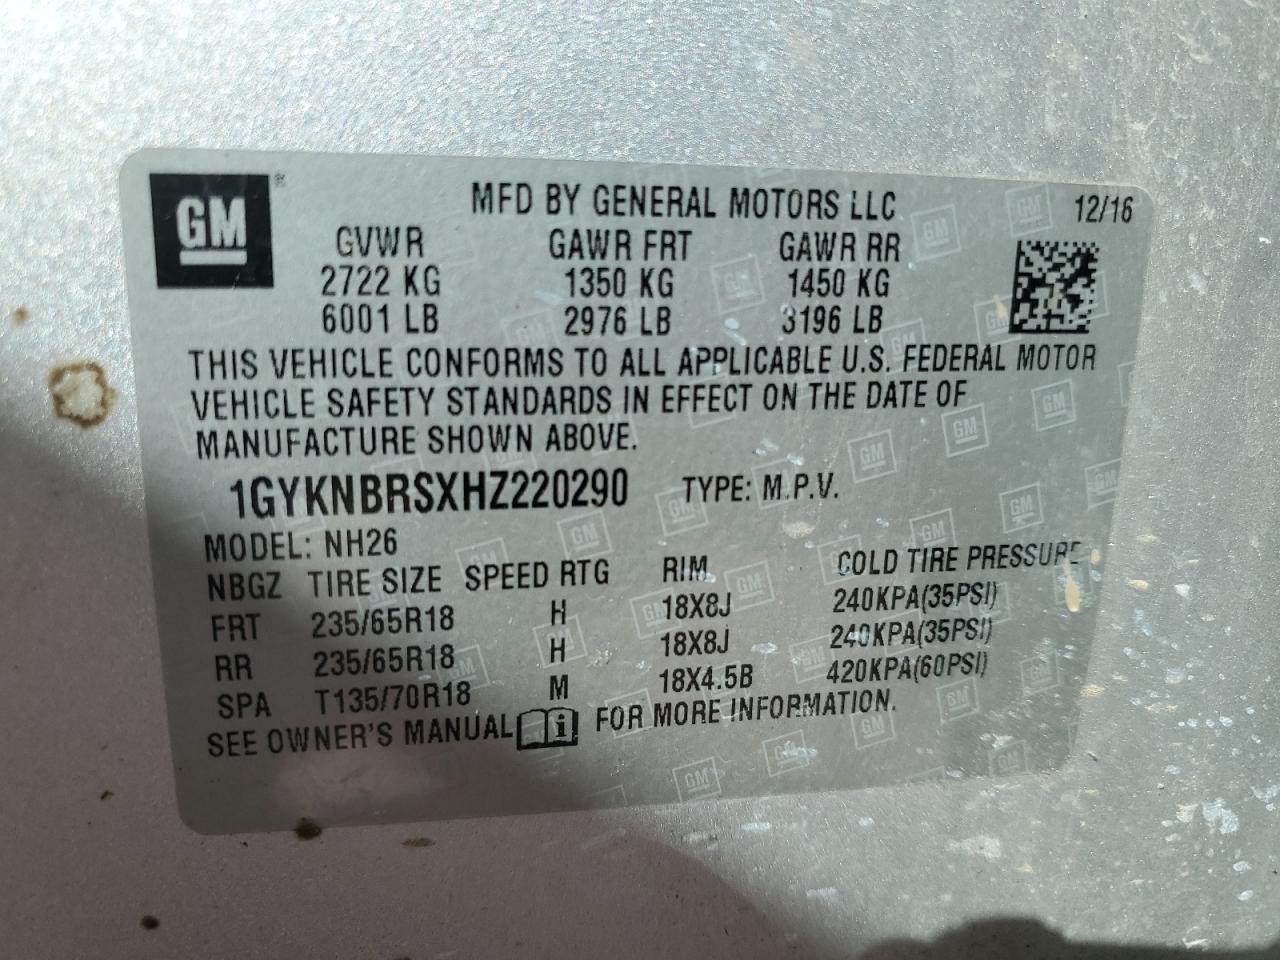 GM®
MFD BY GENERAL MOTORS LLC 12/16
GVWR GAWR FRT GAWR RR
2722 KG 1350 KG 1450 KG
6001 LB 2976 LB 3196 LB
THIS VEHICLE CONFORMS TO ALL APPLICABLE U.S. FEDERAL MOTOR
VEHICLE SAFETY STANDARDS IN EFFECT ON THE DATE OF
MANUFACTURE SHOWN ABOVE.
1GYKNBRSXHZ220290 TYPE: M.P.V.
MODEL: NH26
NBGZ TIRE SIZE SPEED RTG RIM COLD TIRE PRESSURE
FRT 235/65R18 H 18X8J 240KPA(35PSI)
RR 235/65R18 H 18X8J 240KPA(35PSI)
SPA T135/70R18 M 18X4.5B 420KPA(60PSI)
SEE OWNER'S MANUAL i FOR MORE INFORMATION.